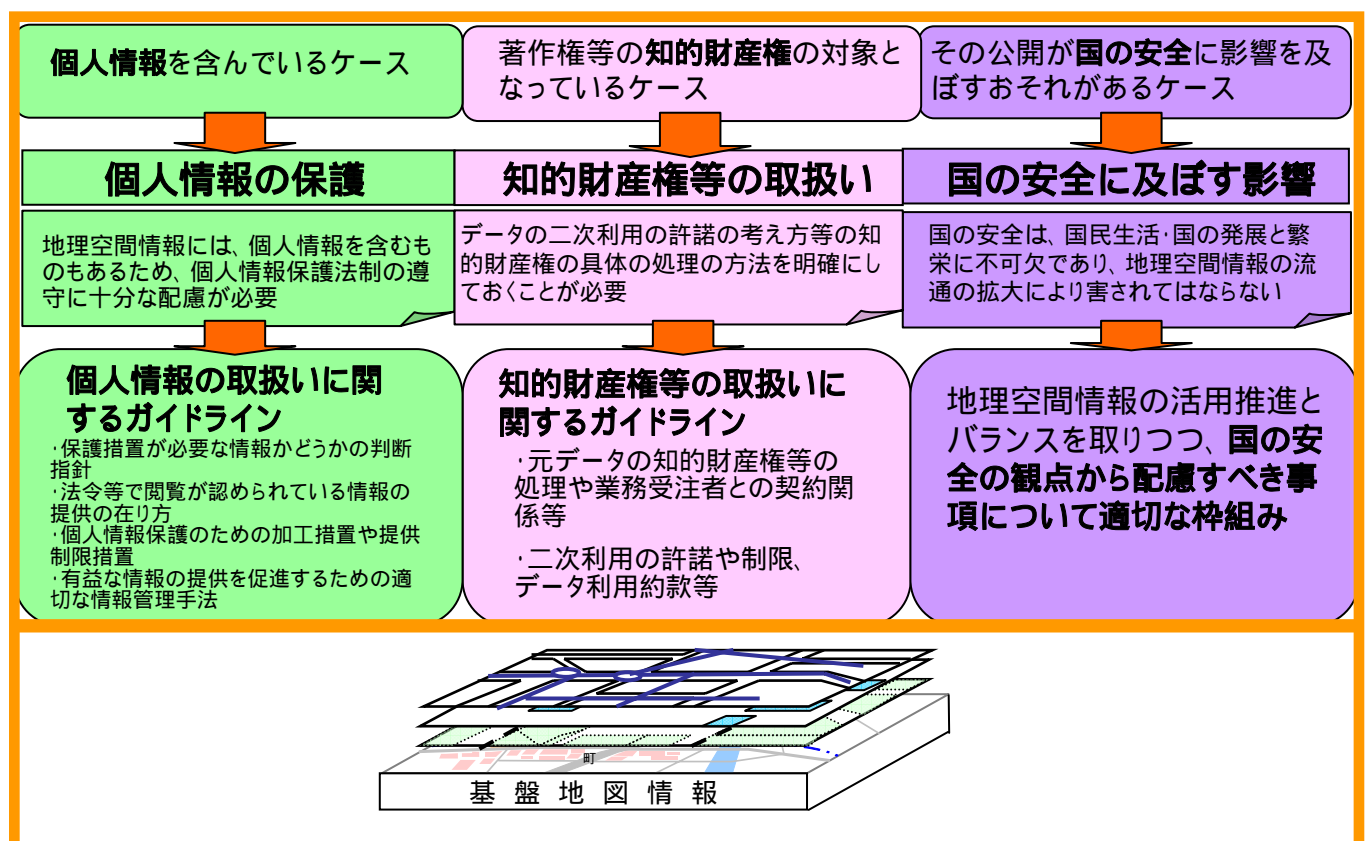 個人情報を含んでいるケース
個人情報の保護
地理空間情報には、個人情報を含むも
のもあるため、個人情報保護法制の遵
守に十分な配慮が必要
個人情報の取扱いに関
するガイドライン
・保護措置が必要な情報かどうかの判断
指針
・法令等で閲覧が認められている情報の
提供の在り方
・個人情報保護のための加工措置や提供
制限措置
・有益な情報の提供を促進するための適
切な情報管理手法
著作権等の知的財産権の対象と
なっているケース
知的財産権等の取扱い
データの二次利用の許諾の考え方等の知
的財産権の具体の処理の方法を明確にし
ておくことが必要
知的財産権等の取扱いに
関するガイドライン
・元データの知的財産権等の
処理や業務受注者との契約関
係等
・二次利用の許諾や制限、
データ利用約款等
その公開が国の安全に影響を及
ぼすおそれがあるケース
国の安全に及ぼす影響
国の安全は、国民生活・国の発展と繁
栄に不可欠であり、地理空間情報の流
通の拡大により害されてはならない
地理空間情報の活用推進と
バランスを取りつつ、国の安
全の観点から配慮すべき事
項について適切な枠組み
町
基盤地図情報